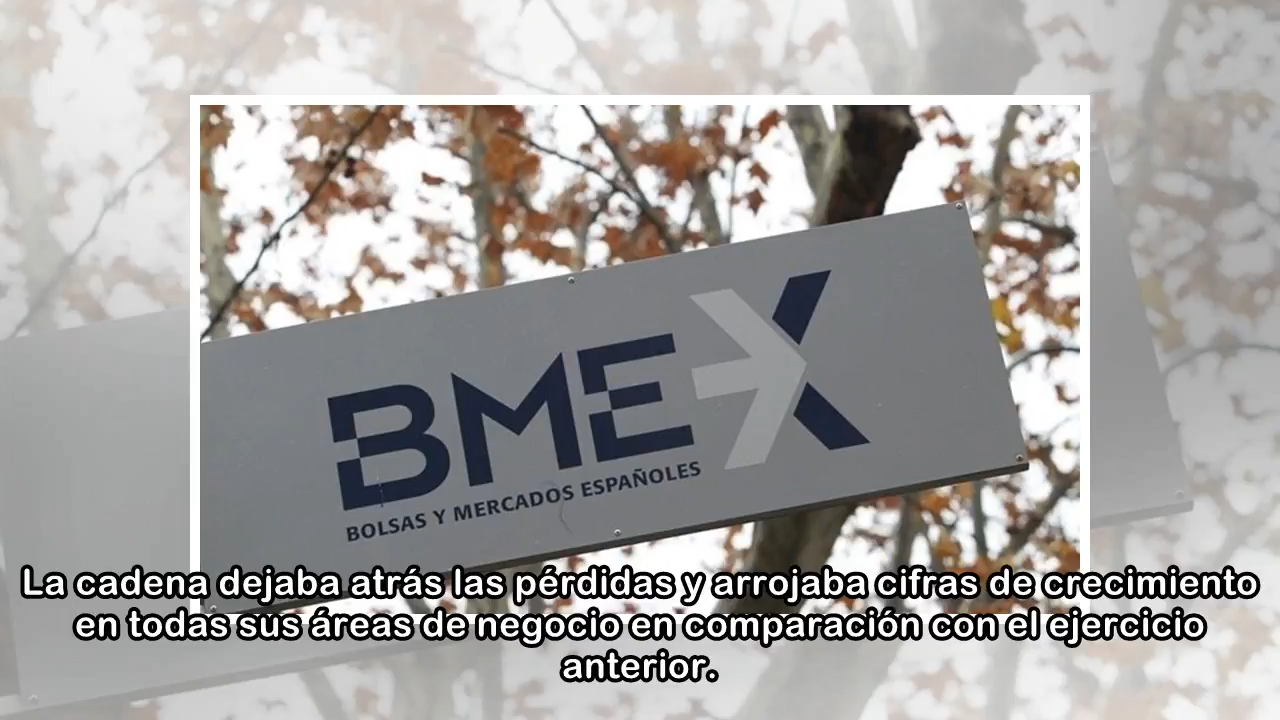 BMEX
BOLSAS Y MERCADOS ESPAÑOLES
La cadena dejaba atrás las pérdidas y arrojaba cifras de crecimiento
en todas sus áreas de negocio en comparación con el ejercicio
anterior.